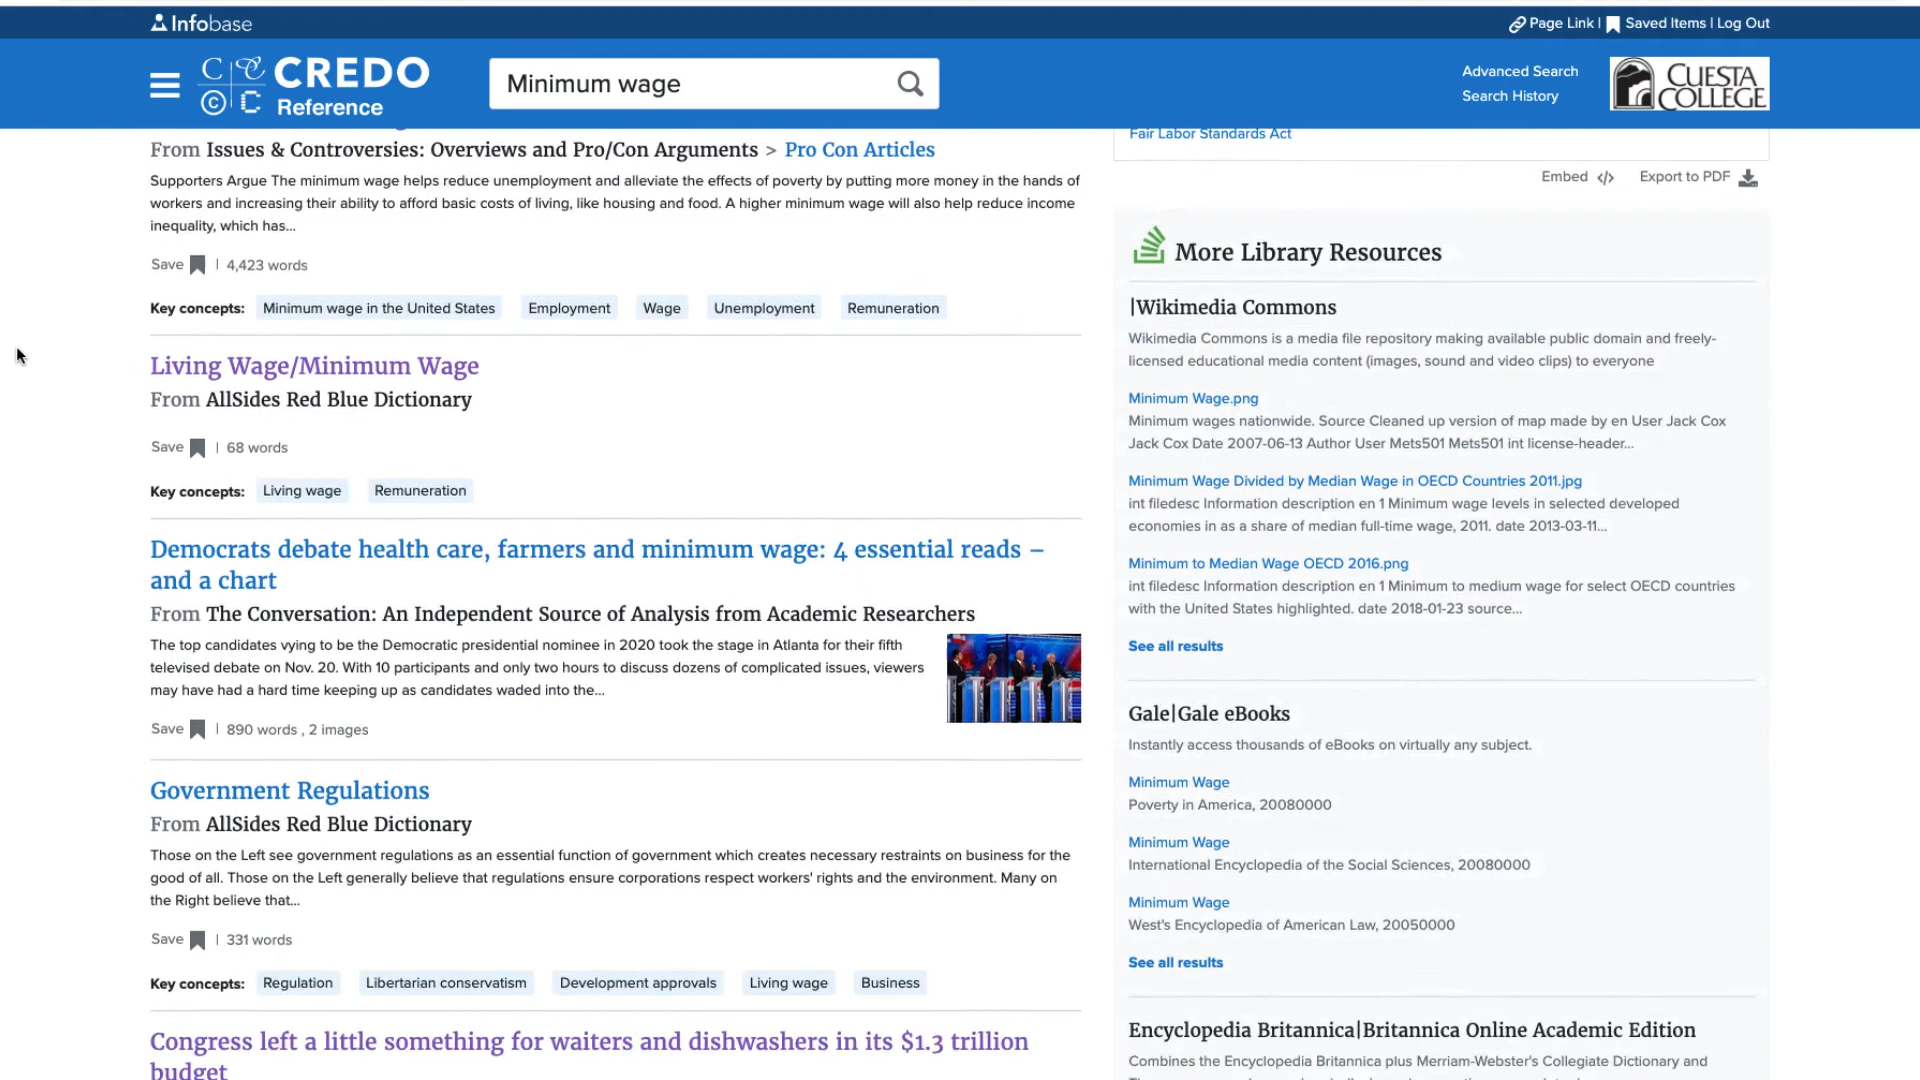 Infobase
Page Link | Saved Items | Log Out
CREDO
Reference
Minimum wage
Advanced Search
Search History
CUESTA
COLLEGE
From Issues & Controversies: Overviews and Pro/Con Arguments > Pro Con Articles
Supporters Argue The minimum wage helps reduce unemployment and alleviate the effects of poverty by putting more money in the hands of
workers and increasing their ability to afford basic costs of living, like housing and food. A higher minimum wage will also help reduce income
inequality, which has...
Save | 4,423 words
Key concepts: Minimum wage in the United States Employment Wage Unemployment Remuneration
Living Wage/Minimum Wage
From AllSides Red Blue Dictionary
Save | 68 words
Key concepts: Living wage Remuneration
Democrats debate health care, farmers and minimum wage: 4 essential reads –
and a chart
From The Conversation: An Independent Source of Analysis from Academic Researchers
The top candidates vying to be the Democratic presidential nominee in 2020 took the stage in Atlanta for their fifth
televised debate on Nov. 20. With 10 participants and only two hours to discuss dozens of complicated issues, viewers
may have had a hard time keeping up as candidates waded into the...
Save | 890 words , 2 images
Government Regulations
From AllSides Red Blue Dictionary
Those on the Left see government regulations as an essential function of government which creates necessary restraints on business for the
good of all. Those on the Left generally believe that regulations ensure corporations respect workers' rights and the environment. Many on
the Right believe that...
Save | 331 words
Key concepts: Regulation Libertarian conservatism Development approvals Living wage Business
Congress left a little something for waiters and dishwashers in its $1.3 trillion
budget
Fair Labor Standards Act
Embed </> Export to PDF
More Library Resources
|Wikimedia Commons
Wikimedia Commons is a media file repository making available public domain and freely-
licensed educational media content (images, sound and video clips) to everyone
Minimum Wage.png
Minimum wages nationwide. Source Cleaned up version of map made by en User Jack Cox
Jack Cox Date 2007-06-13 Author User Mets501 Mets501 int license-header...
Minimum Wage Divided by Median Wage in OECD Countries 2011.jpg
int filedesc Information description en 1 Minimum wage levels in selected developed
economies in as a share of median full-time wage, 2011. date 2013-03-11...
Minimum to Median Wage OECD 2016.png
int filedesc Information description en 1 Minimum to medium wage for select OECD countries
with the United States highlighted. date 2018-01-23 source...
See all results
Gale|Gale eBooks
Instantly access thousands of eBooks on virtually any subject.
Minimum Wage
Poverty in America, 20080000
Minimum Wage
International Encyclopedia of the Social Sciences, 20080000
Minimum Wage
West's Encyclopedia of American Law, 20050000
See all results
Encyclopedia Britannica|Britannica Online Academic Edition
Combines the Encyclopedia Britannica plus Merriam-Webster's Collegiate Dictionary and